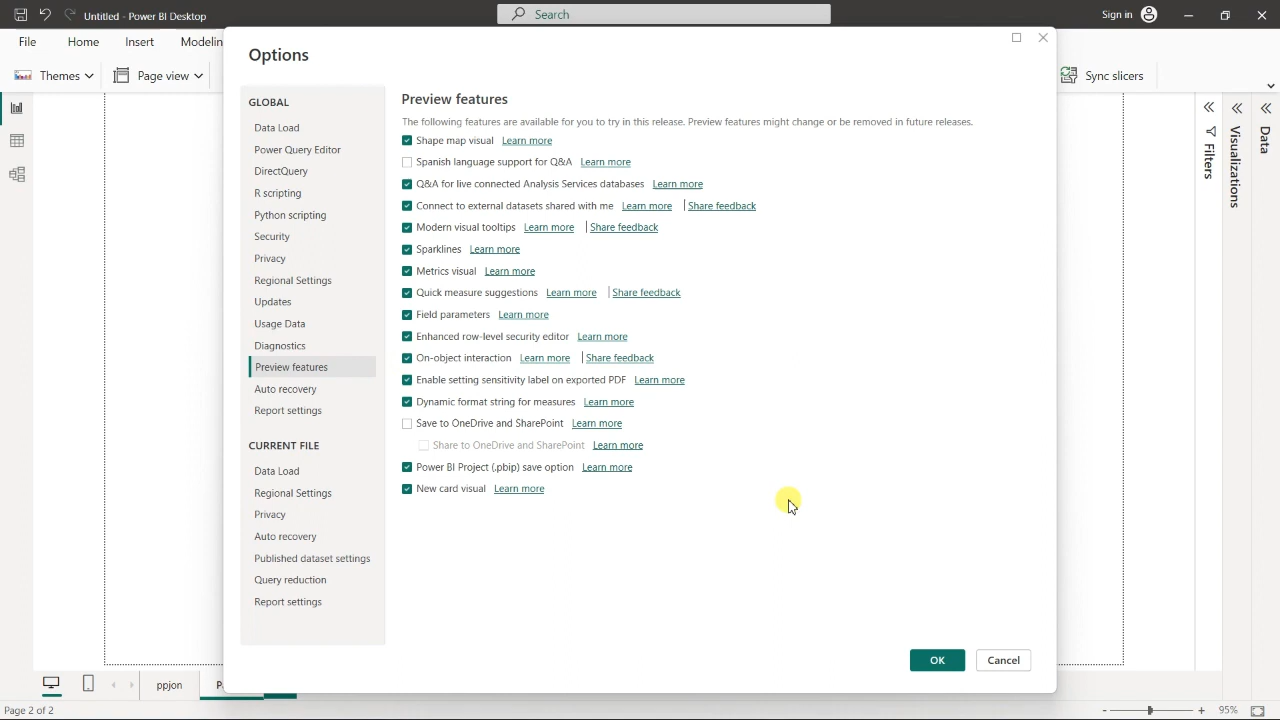 Untitled - Power BI Desktop
Search
Sign in
File
Home
Insert
Modelin
Themes
Page view
Sync slicers
Options
GLOBAL
Data Load
Power Query Editor
DirectQuery
R scripting
Python scripting
Security
Privacy
Regional Settings
Updates
Usage Data
Diagnostics
Preview features
Auto recovery
Report settings
CURRENT FILE
Data Load
Regional Settings
Privacy
Auto recovery
Published dataset settings
Query reduction
Report settings
Preview features
The following features are available for you to try in this release. Preview features might change or be removed in future releases.
Shape map visual Learn more
Spanish language support for Q&A Learn more
Q&A for live connected Analysis Services databases Learn more
Connect to external datasets shared with me Learn more | Share feedback
Modern visual tooltips Learn more | Share feedback
Sparklines Learn more
Metrics visual Learn more
Quick measure suggestions Learn more | Share feedback
Field parameters Learn more
Enhanced row-level security editor Learn more
On-object interaction Learn more | Share feedback
Enable setting sensitivity label on exported PDF Learn more
Dynamic format string for measures Learn more
Save to OneDrive and SharePoint Learn more
Share to OneDrive and SharePoint Learn more
Power BI Project (.pbip) save option Learn more
New card visual Learn more
OK
Cancel
Filters
Visualizations
Data
ppjon
P
Page 2 of 2
- + 95%